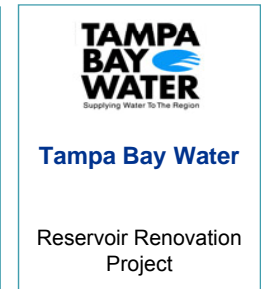 TAMPA
BAY
WATER
Supplying Water To The Region
Tampa Bay Water
Reservoir Renovation
Project